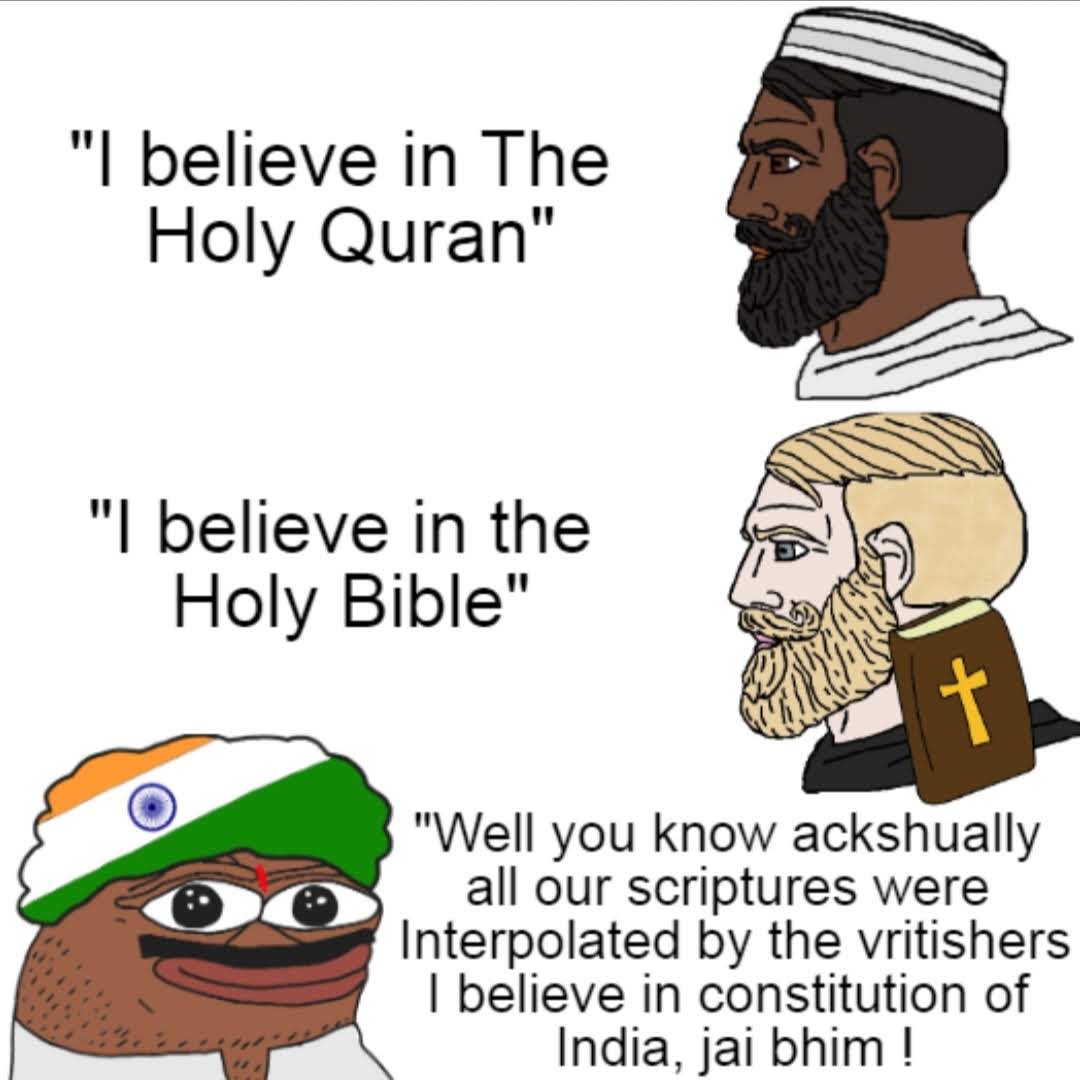 "I believe in The
Holy Quran"
"I believe in the
Holy Bible"
"Well you know ackshually
all our scriptures were
Interpolated by the vritishers
I believe in constitution of
India, jai bhim !